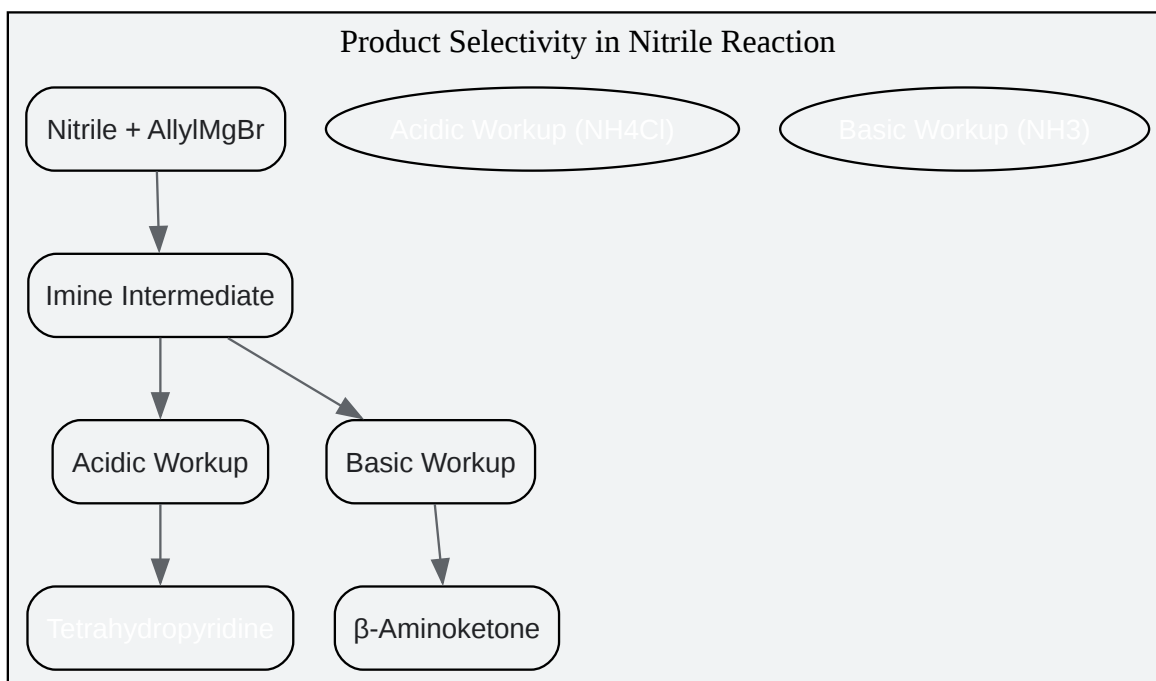 Product Selectivity in Nitrile Reaction
Nitrile + AllylMgBr
Acidic Workup (NH4Cl)
Basic Workup (NH3)
Imine Intermediate
Acidic Workup
Basic Workup
Tetrahydropyridine
β-Aminoketone